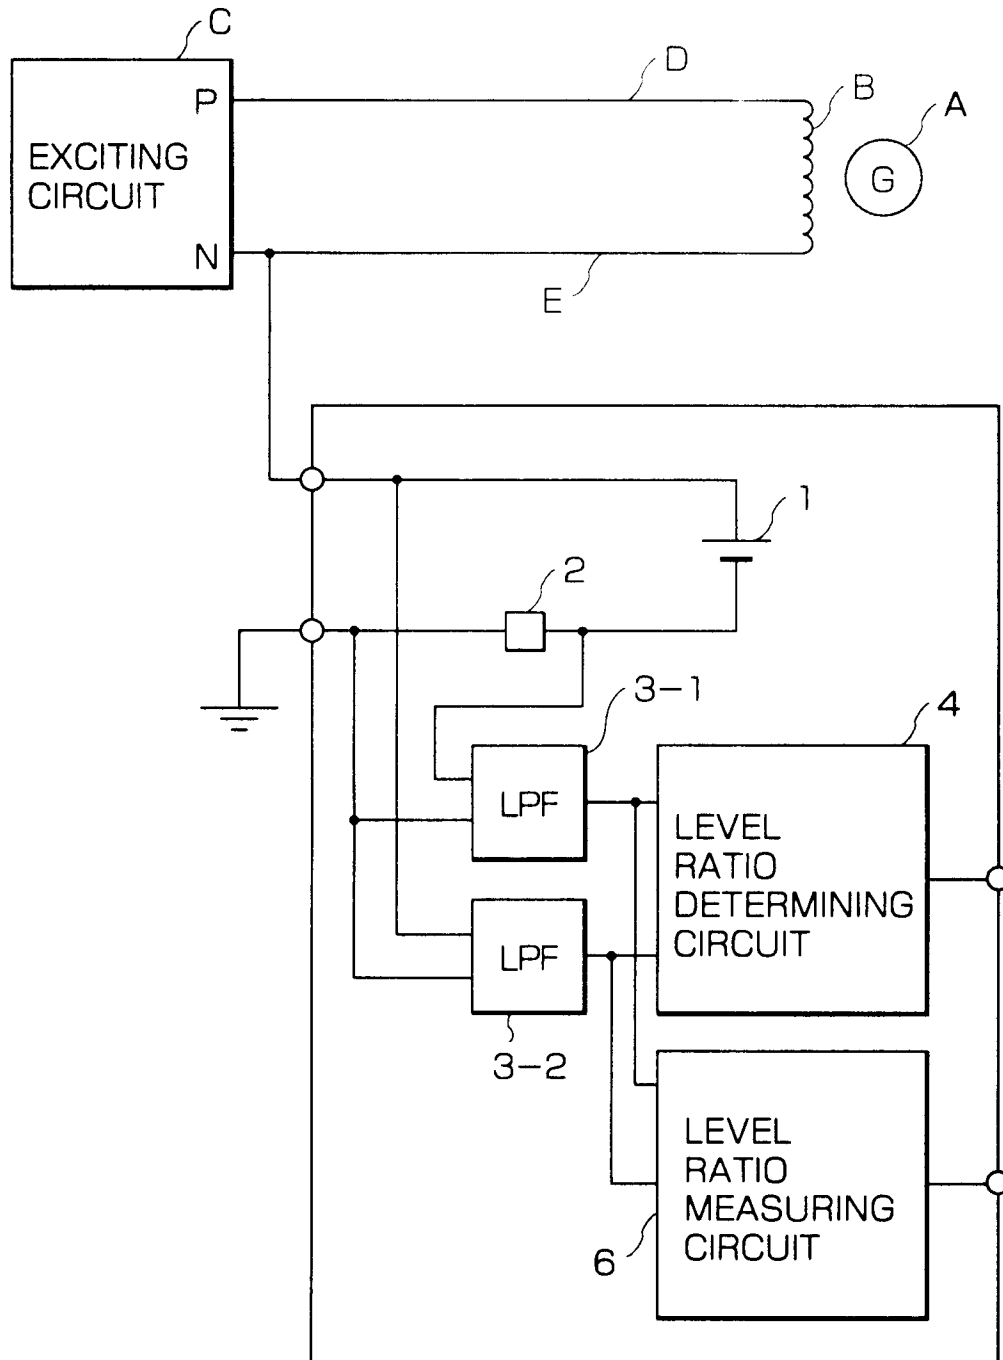 C
D
B
A
P
EXCITING
CIRCUIT
G
N
E
1
2
3-1
4
LPF
LEVEL
RATIO
DETERMINING
CIRCUIT
LPF
3-2
LEVEL
RATIO
MEASURING
CIRCUIT
6